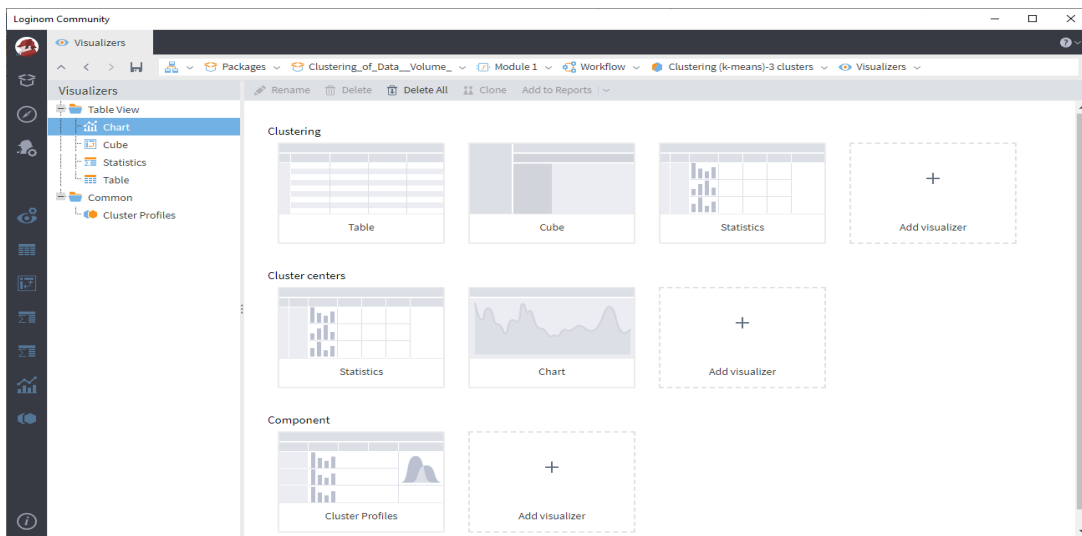 Loginom Community
Visualizers
Packages Clustering_of_Data__Volume_ Module 1 Workflow Clustering (k-means)-3 clusters Visualizers
Visualizers
Rename Delete Delete All Clone Add to Reports
Table View
Chart
Cube
Statistics
Table
Common
Cluster Profiles
Clustering
Table Cube Statistics Add visualizer
Cluster centers
Statistics Chart Add visualizer
Component
Cluster Profiles Add visualizer